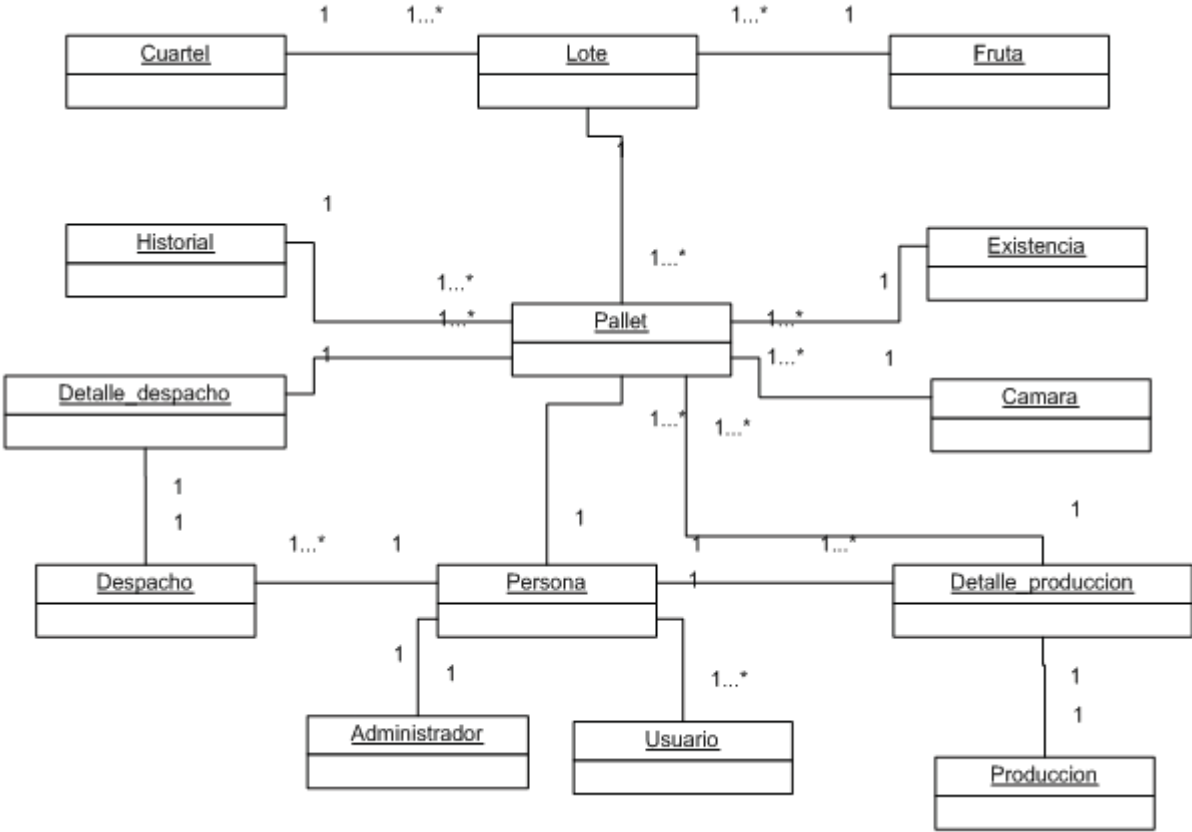 1 1...* 1...* 1
Cuartel Lote Fruta
1
1
Historial Existencia
1...*
1...* 1
1...* Pallet 1...*
1 1...* 1
Detalle_despacho Camara
1...* 1...*
1
1 1
1
1...* 1 1 1...*
Despacho Persona 1 Detalle_produccion
1
1 1...* 1
1
Administrador Usuario
Produccion